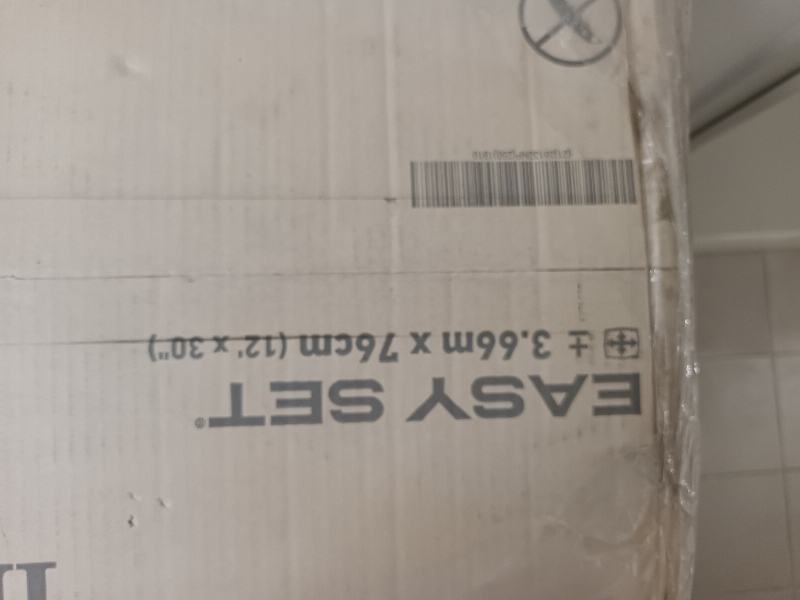 EASY SET®
± 3.66m x 76cm (12' x 30")